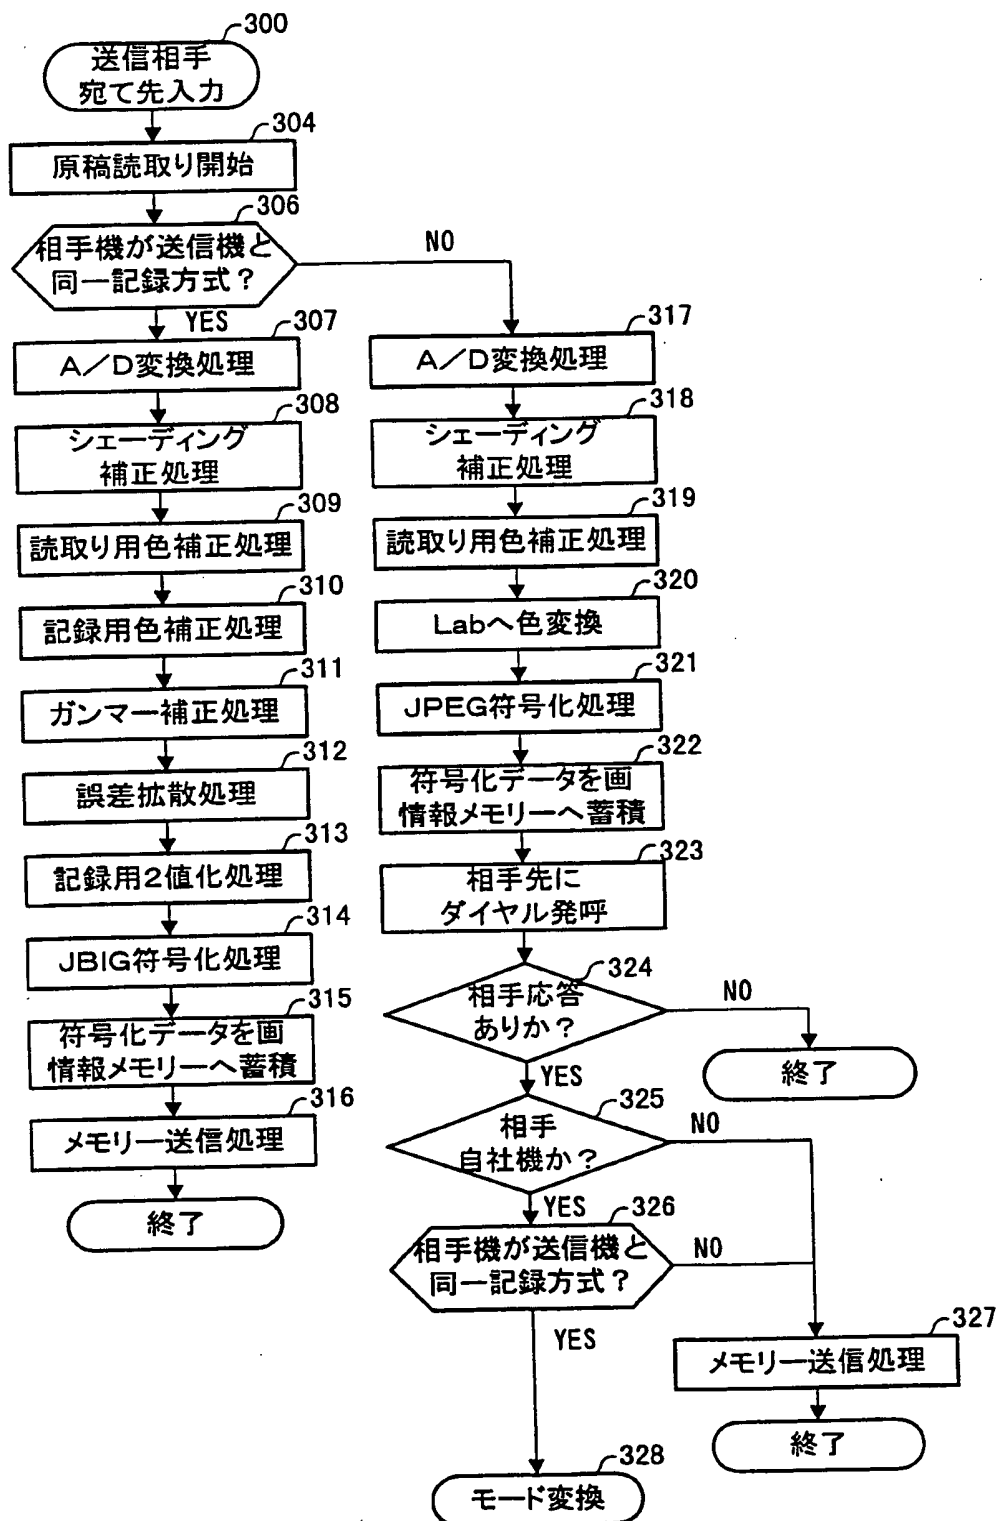 300
送信相手
宛て先入力
304
原稿読取り開始
306
相手機が送信機と
同一記録方式？
NO
YES
307
A／D変換処理
308
シェーディング
補正処理
309
読取り用色補正処理
310
記録用色補正処理
311
ガンマー補正処理
312
誤差拡散処理
313
記録用2値化処理
314
JBIG符号化処理
315
符号化データを画
情報メモリーへ蓄積
316
メモリー送信処理
終了
317
A／D変換処理
318
シェーディング
補正処理
319
読取り用色補正処理
320
Labへ色変換
321
JPEG符号化処理
322
符号化データを画
情報メモリーへ蓄積
323
相手先に
ダイヤル発呼
324
相手応答
ありか？
NO
終了
YES
325
相手
自社機か？
NO
YES
326
相手機が送信機と
同一記録方式？
NO
YES
327
メモリー送信処理
終了
328
モード変換